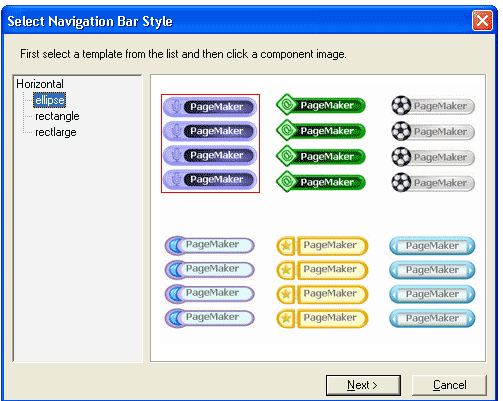 Select Navigation Bar Style
First select a template from the list and then click a component image.
Horizontal
ellipse
rectangle
rectlarge
PageMaker PageMaker PageMaker
PageMaker PageMaker PageMaker
PageMaker PageMaker PageMaker
PageMaker PageMaker PageMaker
PageMaker PageMaker PageMaker
PageMaker PageMaker PageMaker
PageMaker PageMaker PageMaker
PageMaker PageMaker PageMaker
Next > Cancel